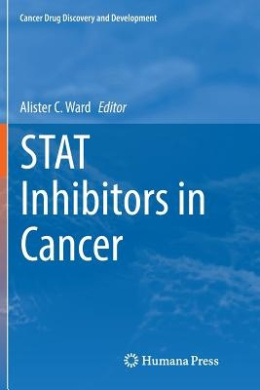 Cancer Drug Discovery and Development
Alister C. Ward Editor
STAT
Inhibitors in
Cancer
Humana Press